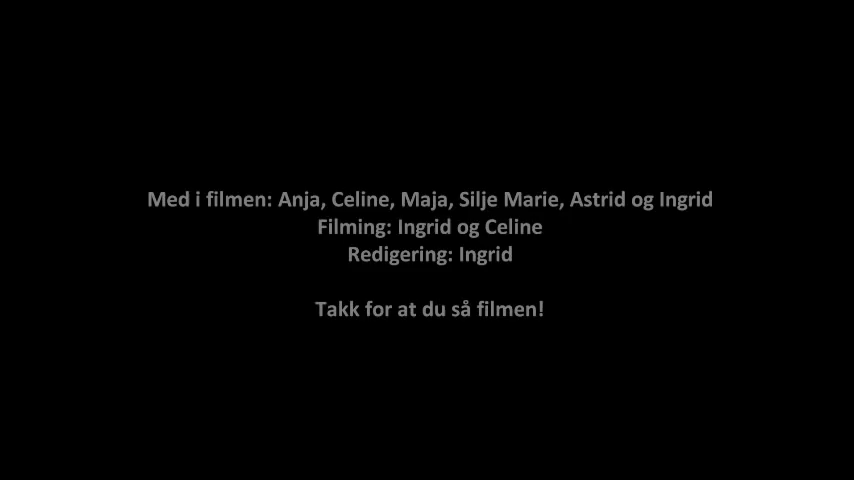 Med i filmen: Anja, Celine, Maja, Silje Marie, Astrid og Ingrid
Filming: Ingrid og Celine
Redigering: Ingrid
Takk for at du så filmen!